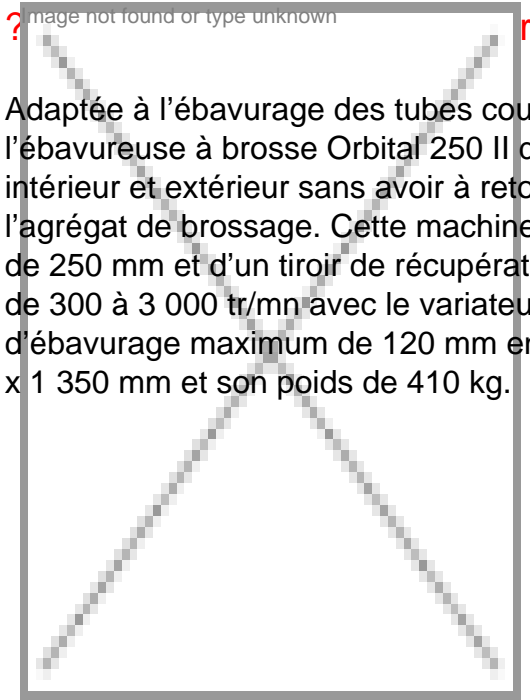 ? Image not found or type unknown r
Adaptée à l’ébavurage des tubes cou
l’ébavureuse à brosse Orbital 250 II d
intérieur et extérieur sans avoir à reto
l’agrégat de brossage. Cette machine
de 250 mm et d’un tiroir de récupérat
de 300 à 3 000 tr/mn avec le variateu
d’ébavurage maximum de 120 mm en
x 1 350 mm et son poids de 410 kg.